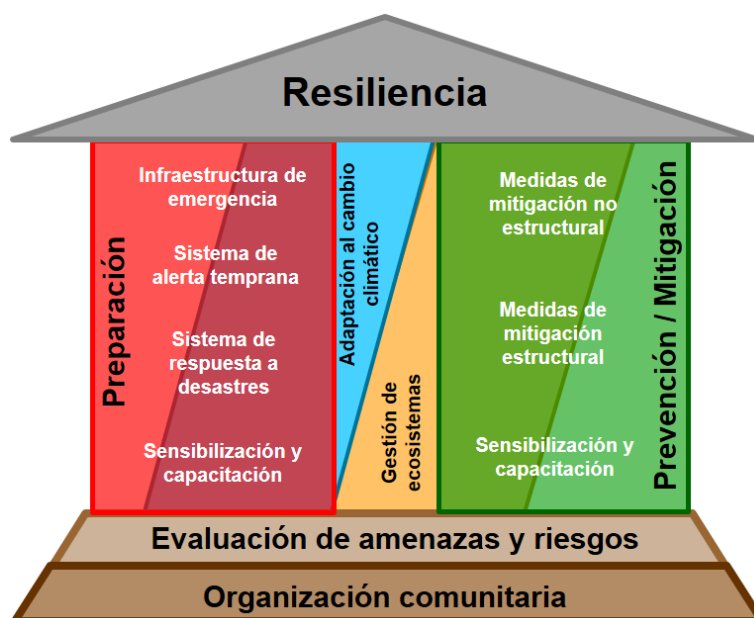 Resiliencia
Preparación
Infraestructura de
emergencia
Sistema de
alerta temprana
Sistema de
respuesta a
desastres
Sensibilización y
capacitación
Adaptación al cambio
climático
Gestión de
ecosistemas
Medidas de
mitigación no
estructural
Medidas de
mitigación
estructural
Sensibilización y
capacitación
Prevención / Mitigación
Evaluación de amenazas y riesgos
Organización comunitaria